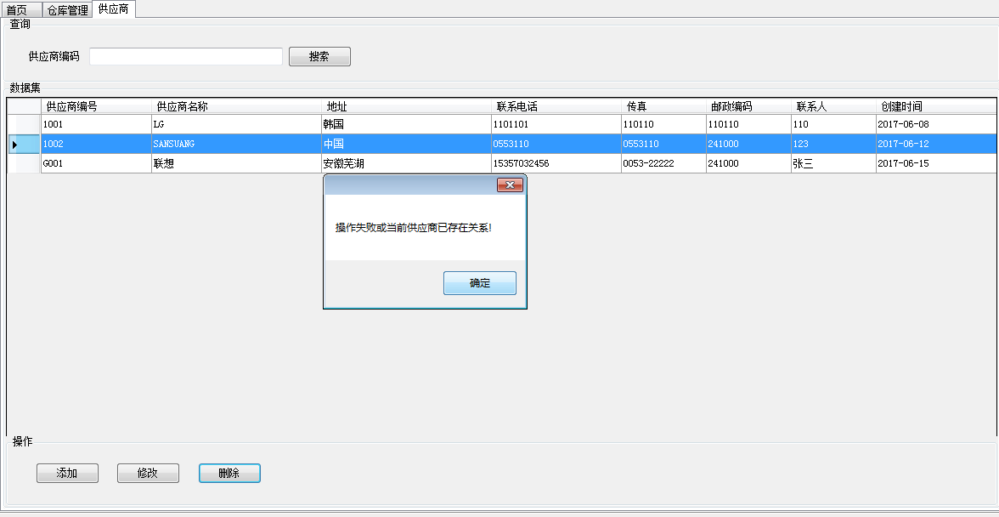 首页 仓库管理 供应商
查询
供应商编码 搜索
数据集
供应商编号 供应商名称 地址 联系电话 传真 邮政编码 联系人 创建时间
1001 LG 韩国 1101101 110110 110110 110 2017-06-08
1002 SANSUANG 中国 0553110 0553110 241000 123 2017-06-12
G001 联想 安徽芜湖 15357032456 0053-22222 241000 张三 2017-06-15
操作失败或当前供应商已存在关系!
确定
操作
添加 修改 删除